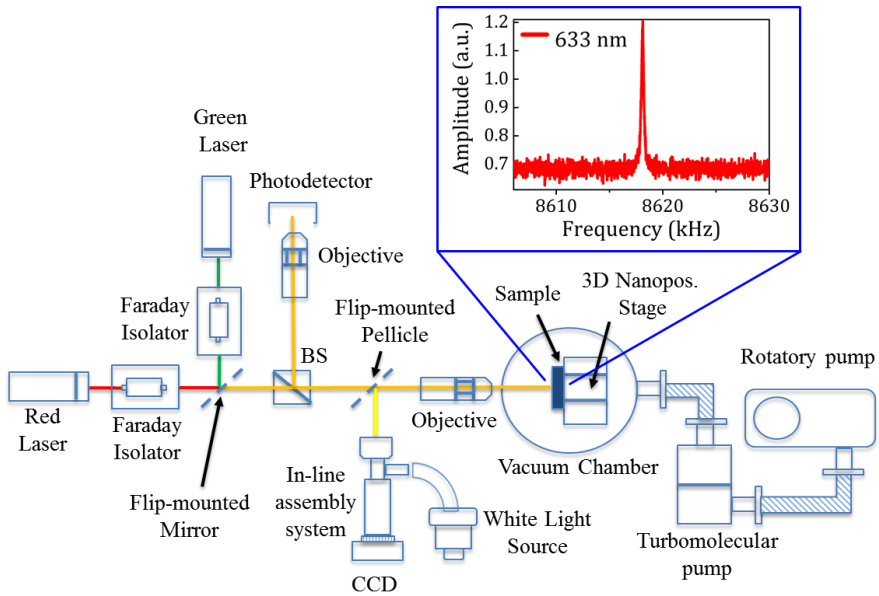 1.2
1.1
1.0
0.9
0.8
0.7
Amplitude (a.u.)
633 nm
8610
8620
8630
Frequency (kHz)
Green
Laser
Photodetector
Objective
Faraday
Isolator
Flip-mounted
Pellicle
Sample
3D Nanopos.
Stage
BS
Rotatory pump
Red
Laser
Faraday
Isolator
Objective
Vacuum Chamber
Flip-mounted
Mirror
In-line
assembly
system
White Light
Source
CCD
Turbomolecular
pump